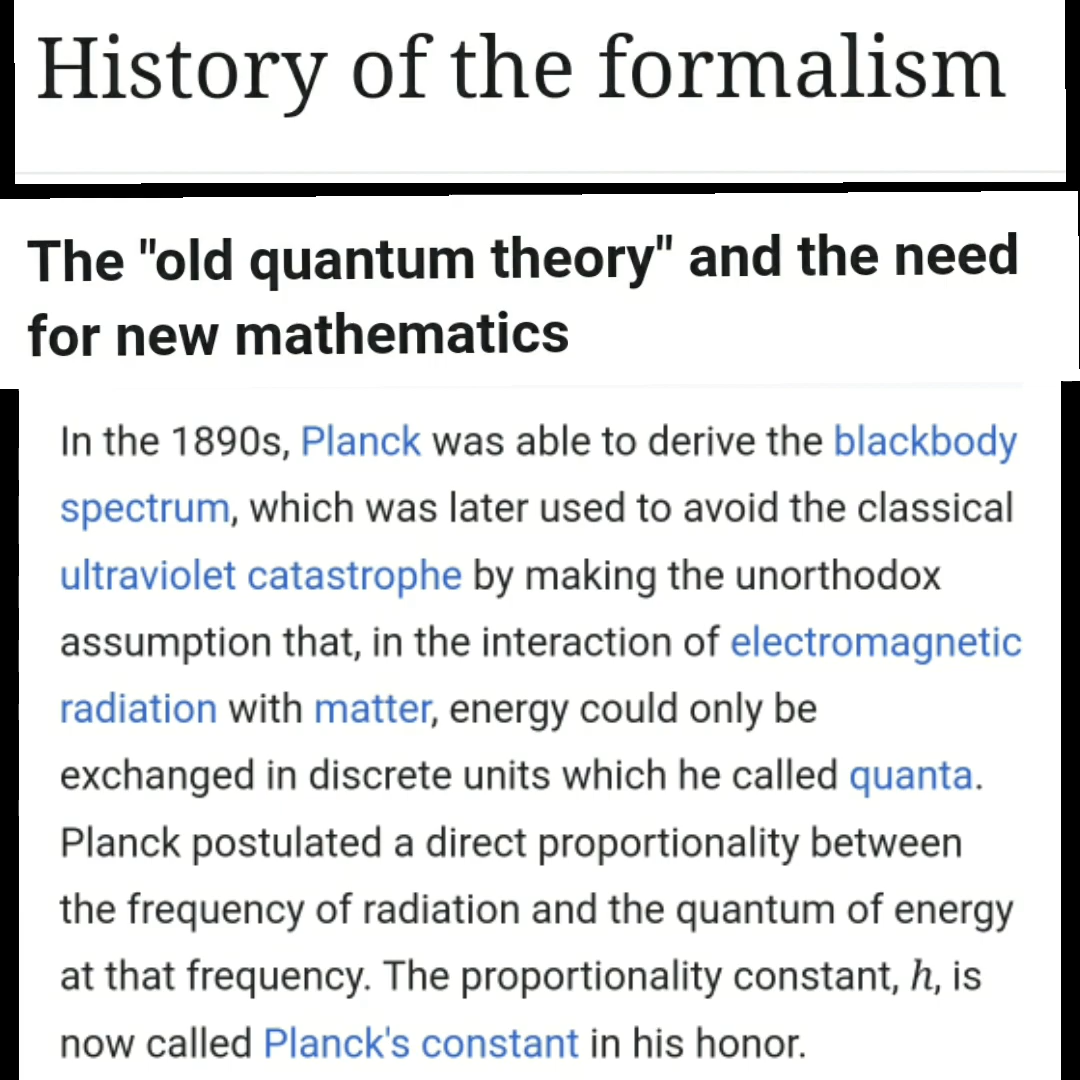 History of the formalism
The "old quantum theory" and the need
for new mathematics
In the 1890s, Planck was able to derive the blackbody
spectrum, which was later used to avoid the classical
ultraviolet catastrophe by making the unorthodox
assumption that, in the interaction of electromagnetic
radiation with matter, energy could only be
exchanged in discrete units which he called quanta.
Planck postulated a direct proportionality between
the frequency of radiation and the quantum of energy
at that frequency. The proportionality constant, h, is
now called Planck's constant in his honor.